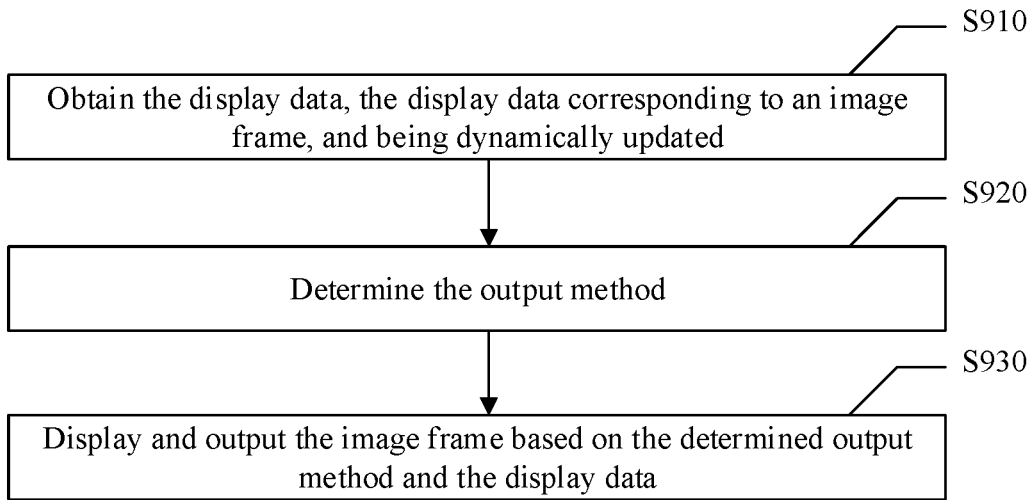 S910
Obtain the display data, the display data corresponding to an image
frame, and being dynamically updated
S920
Determine the output method
S930
Display and output the image frame based on the determined output
method and the display data